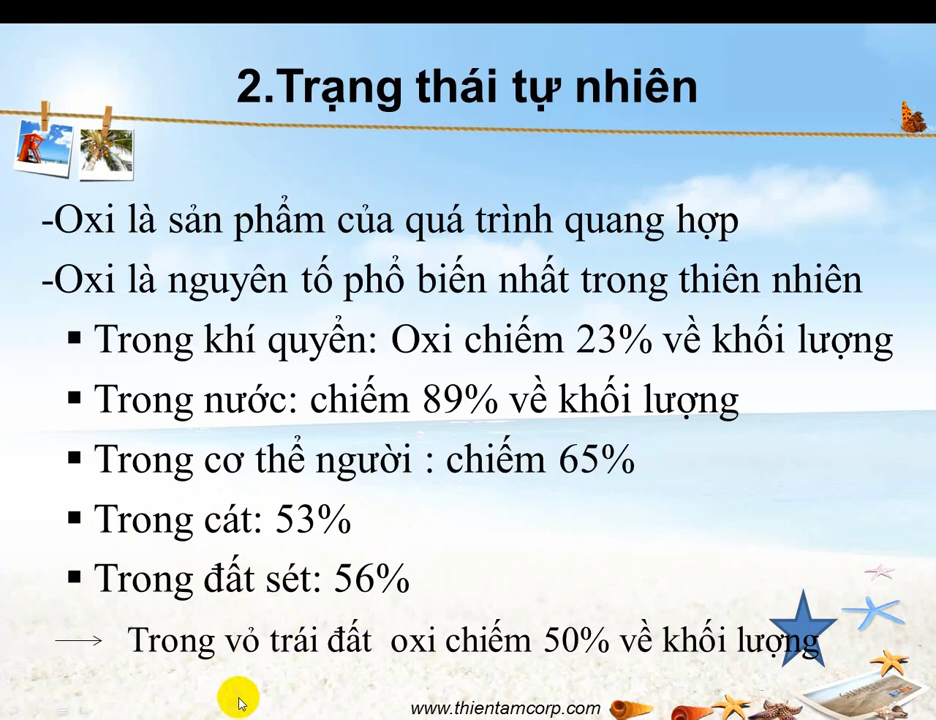 2.Trạng thái tự nhiên
-Oxi là sản phẩm của quá trình quang hợp
-Oxi là nguyên tố phổ biến nhất trong thiên nhiên
▪ Trong khí quyển: Oxi chiếm 23% về khối lượng
▪ Trong nước: chiếm 89% về khối lượng
▪ Trong cơ thể người : chiếm 65%
▪ Trong cát: 53%
▪ Trong đất sét: 56%
→ Trong vỏ trái đất oxi chiếm 50% về khối lượng
www.thientamcorp.com